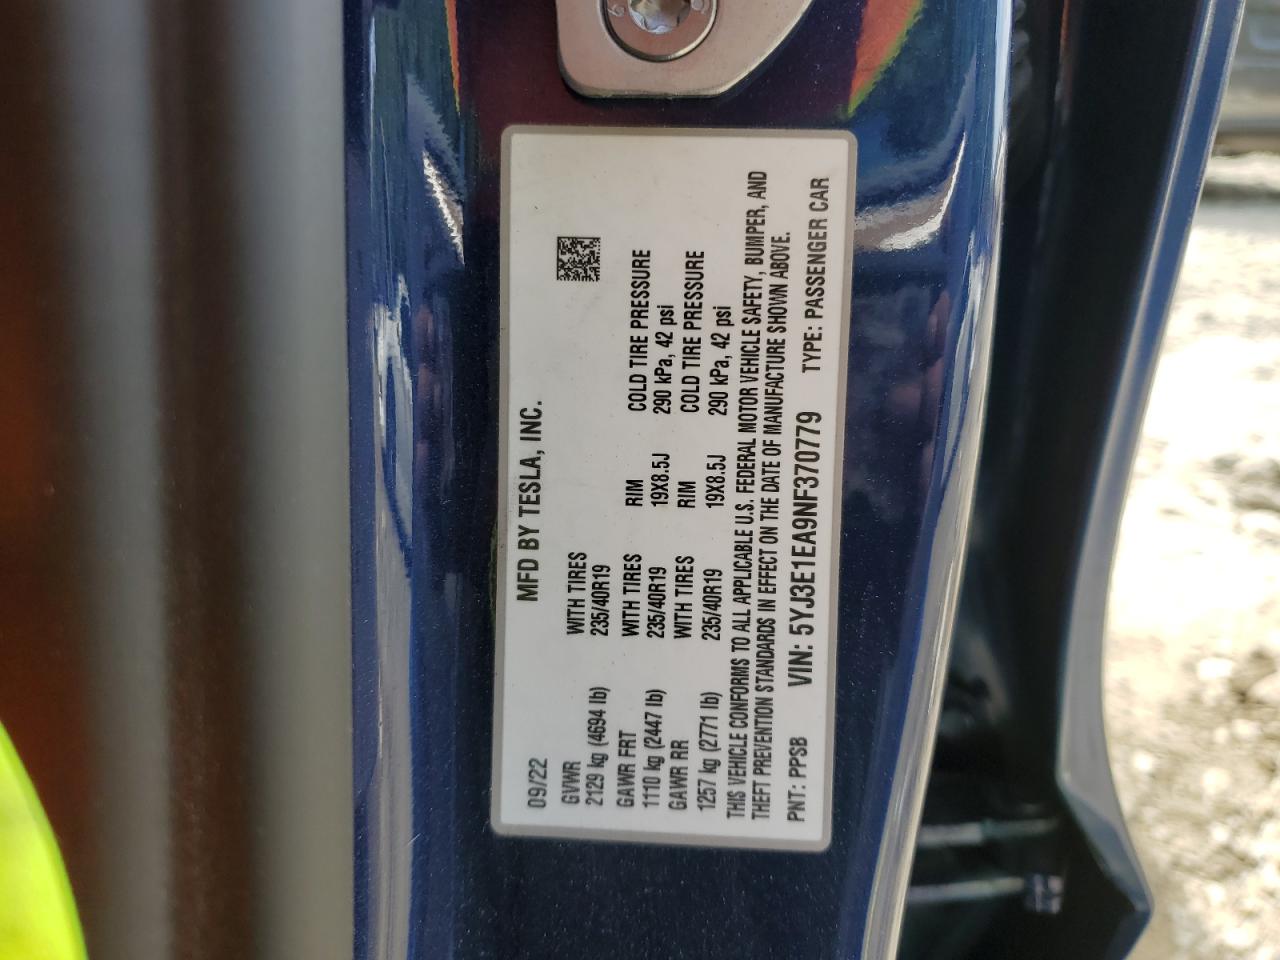 MFD BY TESLA, INC.
09/22
GVWR WITH TIRES
2129 kg (4694 lb) 235/40R19
GAWR FRT WITH TIRES RIM COLD TIRE PRESSURE
1110 kg (2447 lb) 235/40R19 19X8.5J 290 kPa, 42 psi
GAWR RR WITH TIRES RIM COLD TIRE PRESSURE
1257 kg (2771 lb) 235/40R19 19X8.5J 290 kPa, 42 psi
THIS VEHICLE CONFORMS TO ALL APPLICABLE U.S. FEDERAL MOTOR VEHICLE SAFETY, BUMPER, AND
THEFT PREVENTION STANDARDS IN EFFECT ON THE DATE OF MANUFACTURE SHOWN ABOVE.
PNT: PPSB VIN: 5YJ3E1EA9NF370779 TYPE: PASSENGER CAR